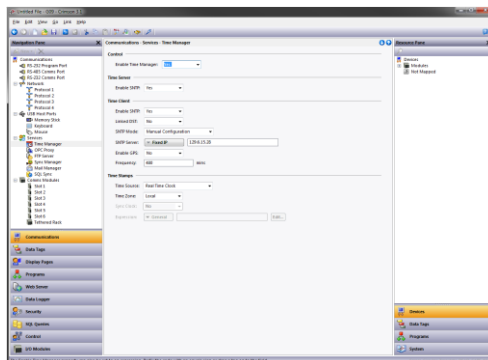 Untitled File - G09 - Crimson 3.0
File Edit View Go Link Help
Navigation Pane
Communications - Services - Time Manager
Resource Pane
Communications
RS-232 Program Port
RS-485 Comms Port
RS-232 Comms Port
Network
Protocol 1
Protocol 2
Protocol 3
Protocol 4
USB Host Ports
Memory Stick
Keyboard
Mouse
Services
Time Manager
OPC Proxy
FTP Server
Sync Manager
Mail Manager
SQL Sync
Comms Modules
Slot 1
Slot 2
Slot 3
Slot 4
Slot 5
Slot 6
Tethered Rack
Control
Enable Time Manager: Yes
Time Server
Enable SNTP: Yes
Time Client
Enable SNTP: Yes
Linked DST: No
SNTP Mode: Manual Configuration
SNTP Server: Fixed IP
Enable GPS: No
Frequency: mins
Time Stamps
Time Source: Real Time Clock
Time Zone: Local
Sync Clock: No
General
Devices
Modules
Not Mapped
Communications
Data Tags
Display Pages
Programs
Web Server
Data Logger
Security
SQL Queries
Control
I/O Modules
Devices
Data Tags
Programs
System